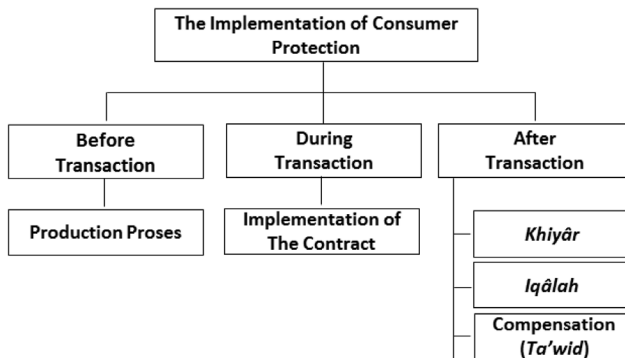 The Implementation of Consumer
Protection
Before
Transaction
During
Transaction
After
Transaction
Production Proses
Implementation of
The Contract
Khiyâr
Iqâlah
Compensation
(Ta’wid)